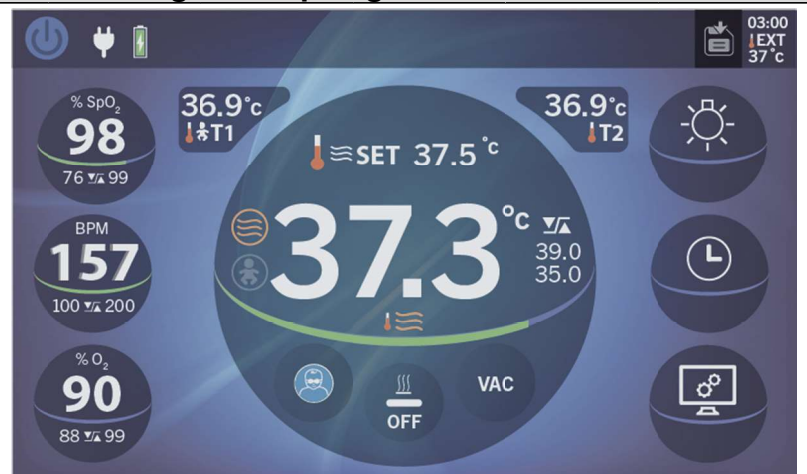 03:00
EXT
37°C
% SpO₂
98
76 99
36.9°c
T1
36.9°c
T2
SET 37.5°c
37.3°c
39.0
35.0
BPM
157
100 200
% O₂
90
88 99
OFF
VAC